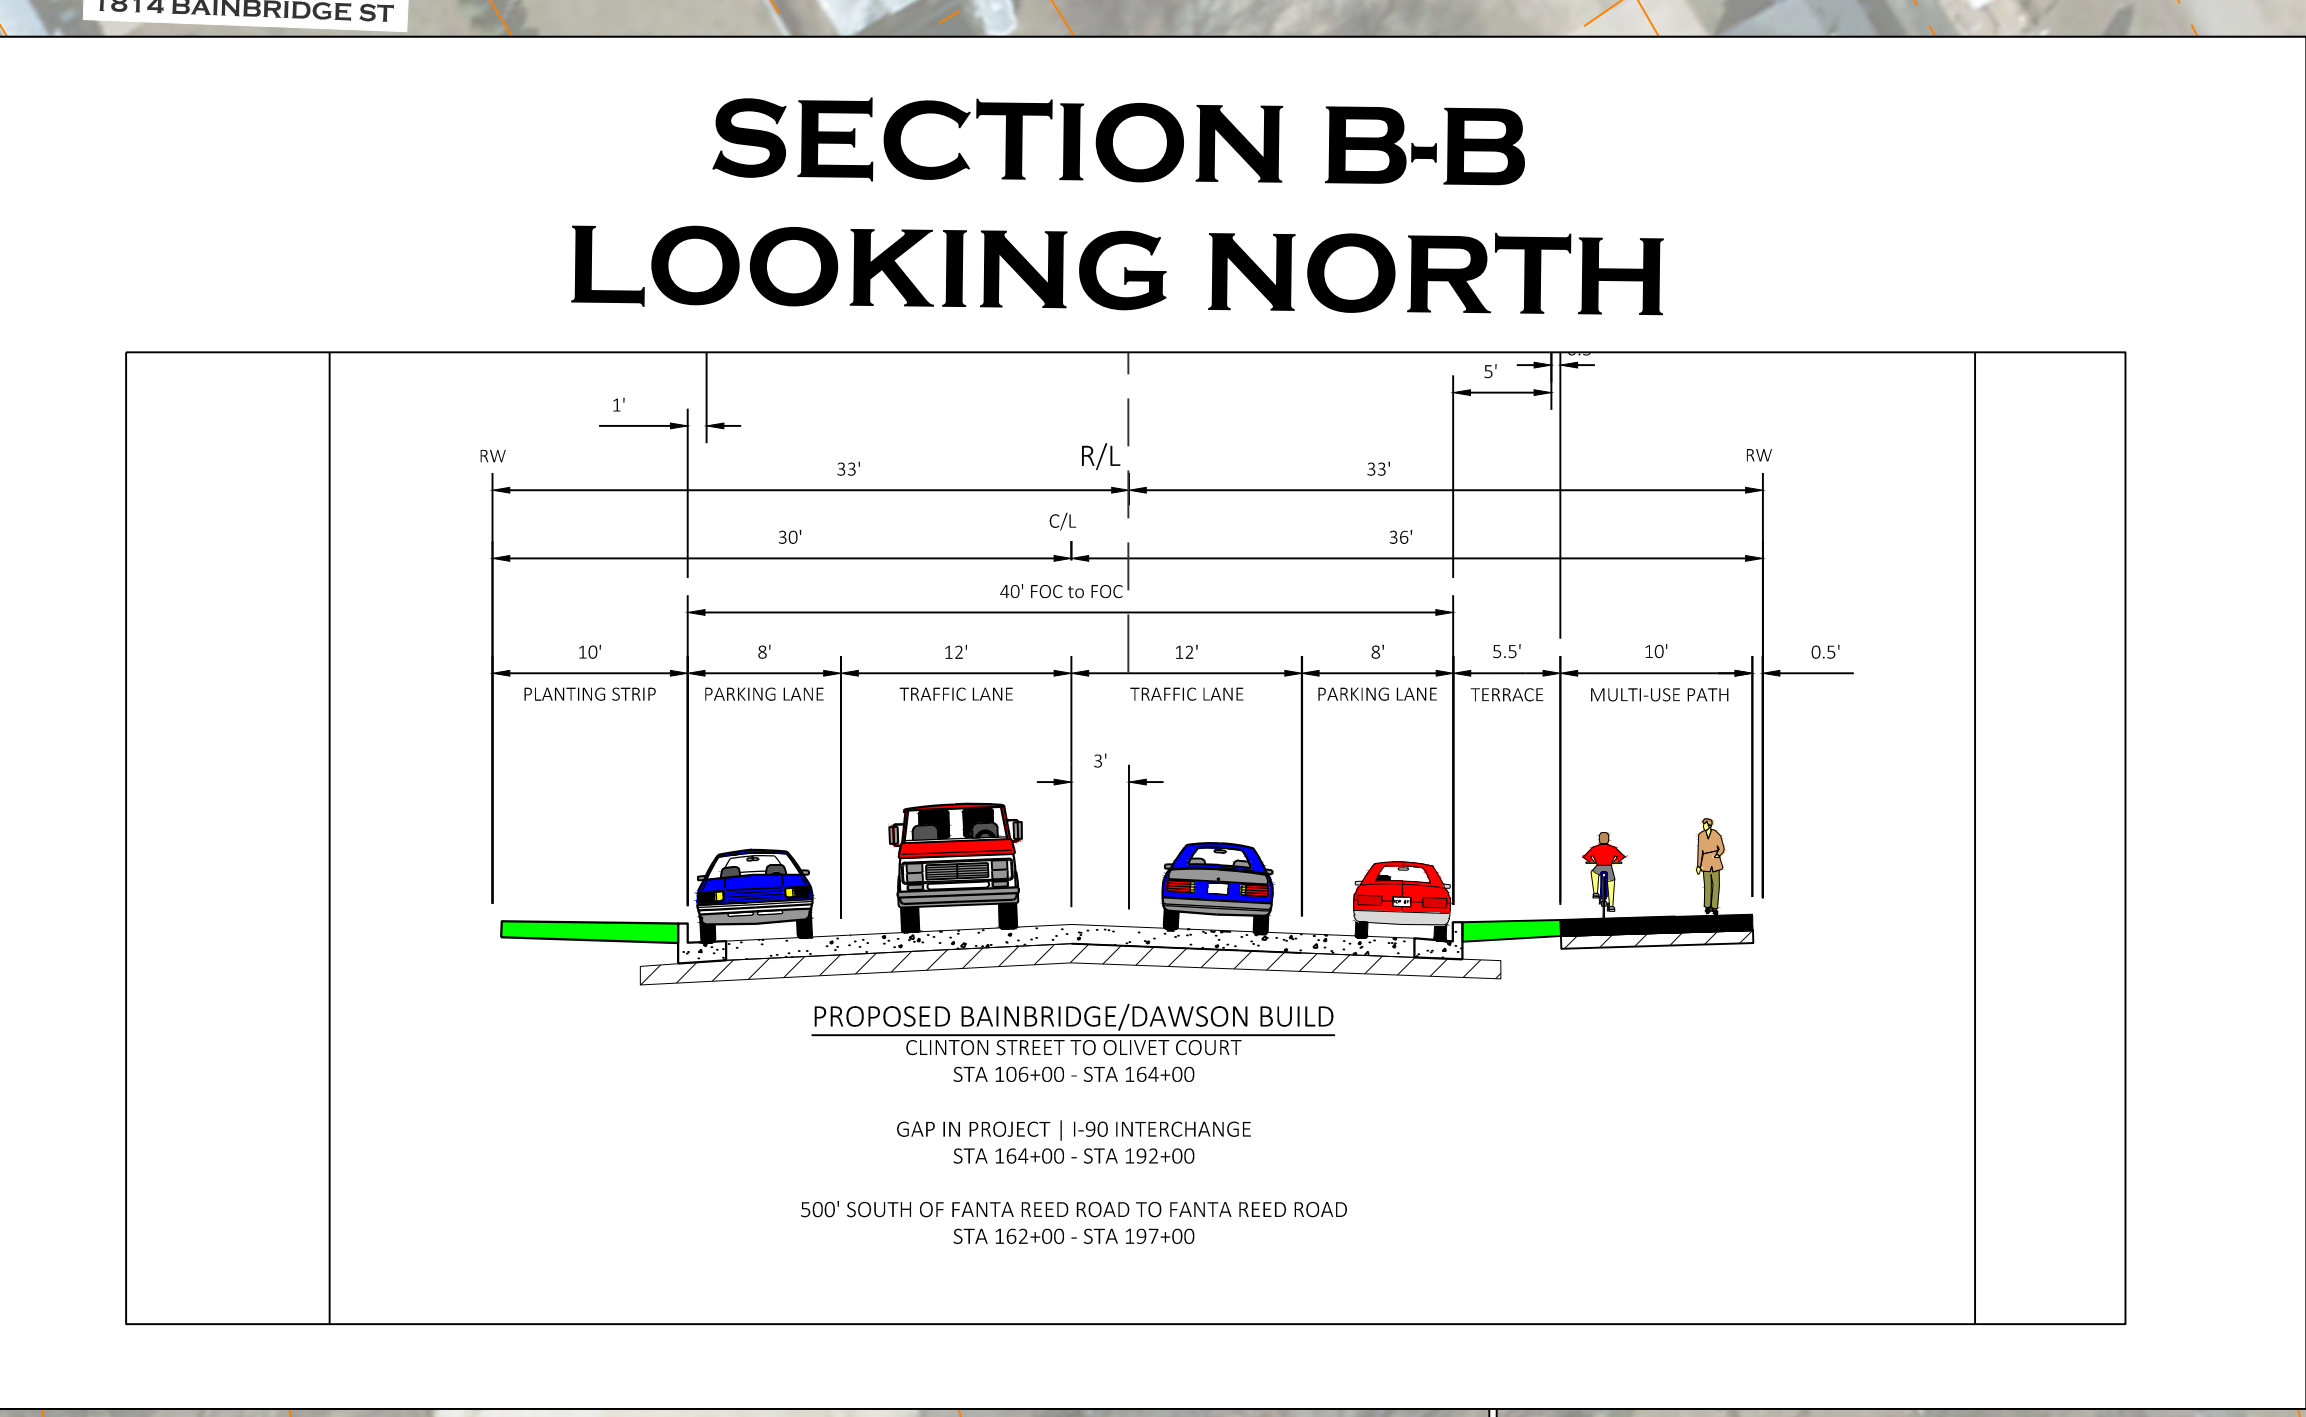 1814 BAINBRIDGE ST
SECTION B-B
LOOKING NORTH
5'
1'
RW
33'
R/L
33'
RW
30'
C/L
36'
40' FOC to FOC
10'
8'
12'
12'
8'
5.5'
10'
0.5'
PLANTING STRIP
PARKING LANE
TRAFFIC LANE
TRAFFIC LANE
PARKING LANE
TERRACE
MULTI-USE PATH
3'
PROPOSED BAINBRIDGE/DAWSON BUILD
CLINTON STREET TO OLIVET COURT
STA 106+00 - STA 164+00
GAP IN PROJECT | I-90 INTERCHANGE
STA 164+00 - STA 192+00
500' SOUTH OF FANTA REED ROAD TO FANTA REED ROAD
STA 162+00 - STA 197+00